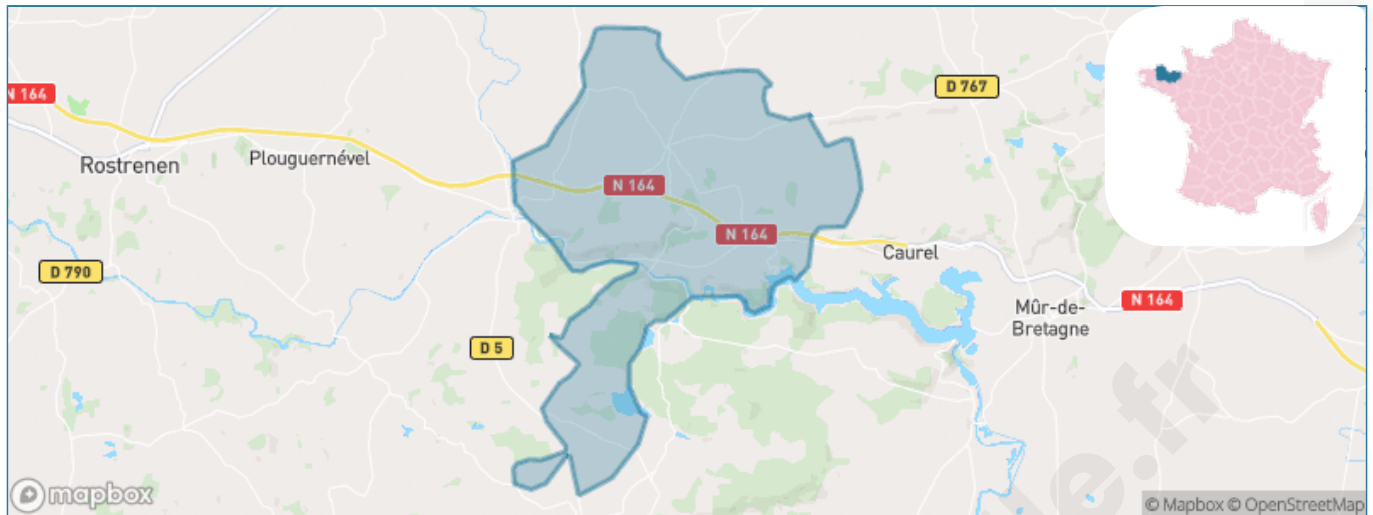 N 164
D 767
Rostrenen
Plouguernével
N 164
N 164
Caurel
D 790
Mûr-de-
Bretagne
N 164
D 5
mapbox
© Mapbox © OpenStreetMap